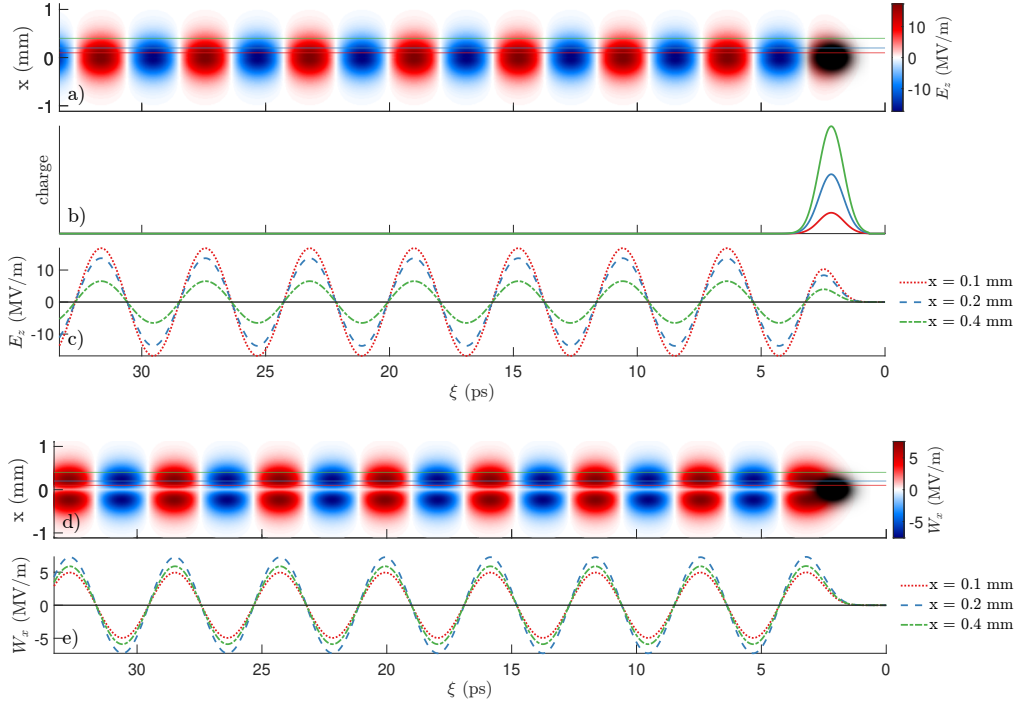 1
0
-1
x (mm)
a)
10
0
-10
E_z (MV/m)
charge
b)
10
0
-10
E_z (MV/m)
c)
30 25 20 15 10 5 0
ξ (ps)
x = 0.1 mm
x = 0.2 mm
x = 0.4 mm
1
0
-1
x (mm)
d)
5
0
-5
W_x (MV/m)
5
0
-5
W_x (MV/m)
e)
30 25 20 15 10 5 0
ξ (ps)
x = 0.1 mm
x = 0.2 mm
x = 0.4 mm